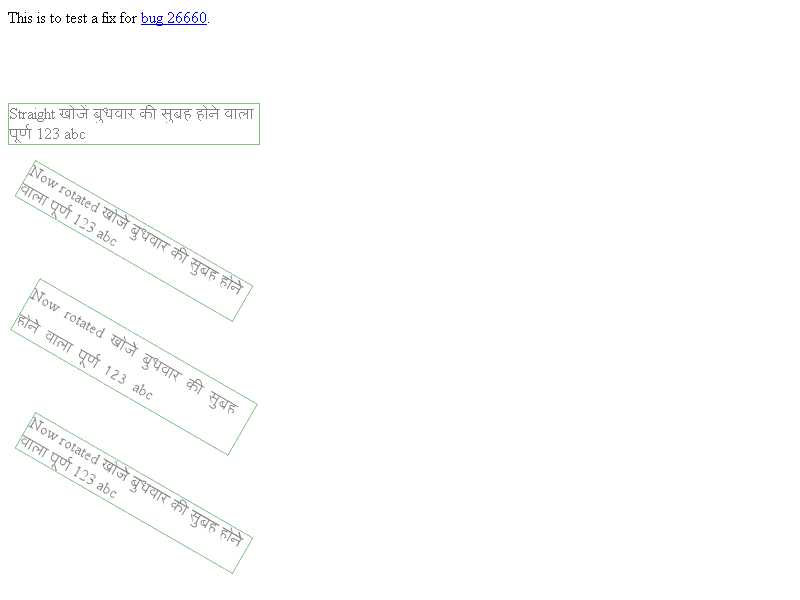 This is to test a fix for bug 26660.
Straight खोजें बुधवार की सुबह होने वाला
पूर्ण 123 abc
Now rotated खोजें बुधवार की सुबह होने
वाला पूर्ण 123 abc
Now rotated खोजें बुधवार की सुबह
होने वाला पूर्ण 123 abc
Now rotated खोजें बुधवार की सुबह होने
वाला पूर्ण 123 abc